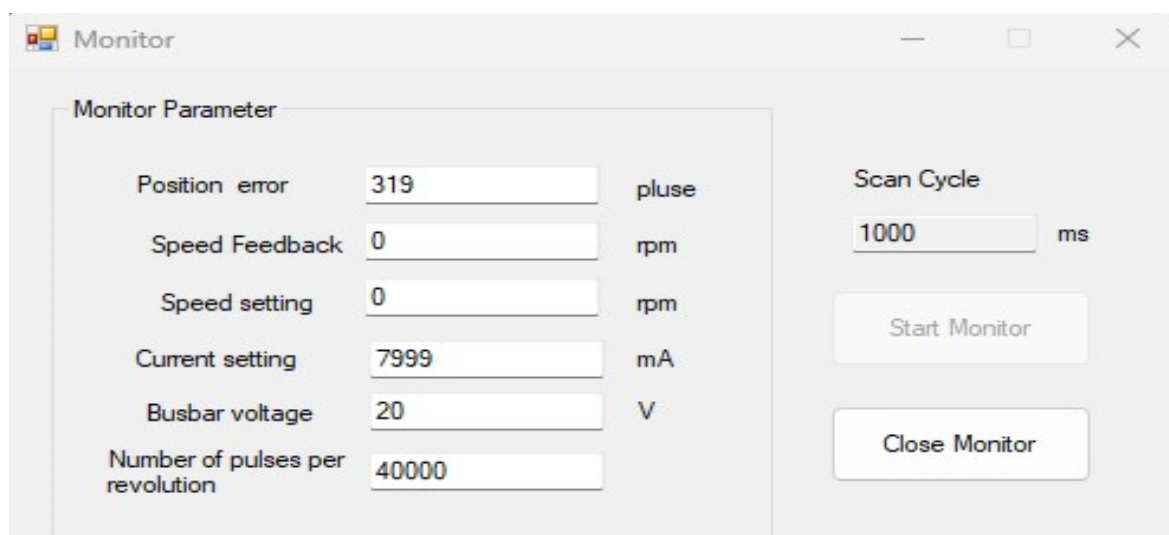 Monitor
Monitor Parameter
Position error 319 pluse
Speed Feedback 0 rpm
Speed setting 0 rpm
Current setting 7999 mA
Busbar voltage 20 V
Number of pulses per
revolution 40000
Scan Cycle
1000 ms
Start Monitor
Close Monitor